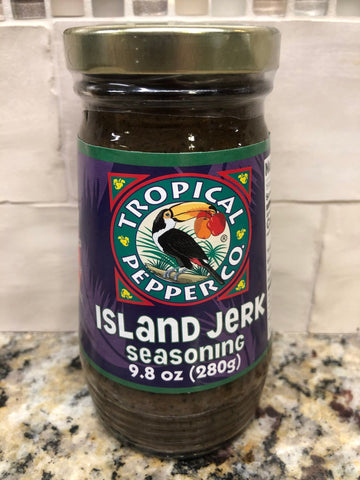 TROPICAL
PEPPER CO.
®
ISLAND JERK
SEASONING
9.8 oz (280g)